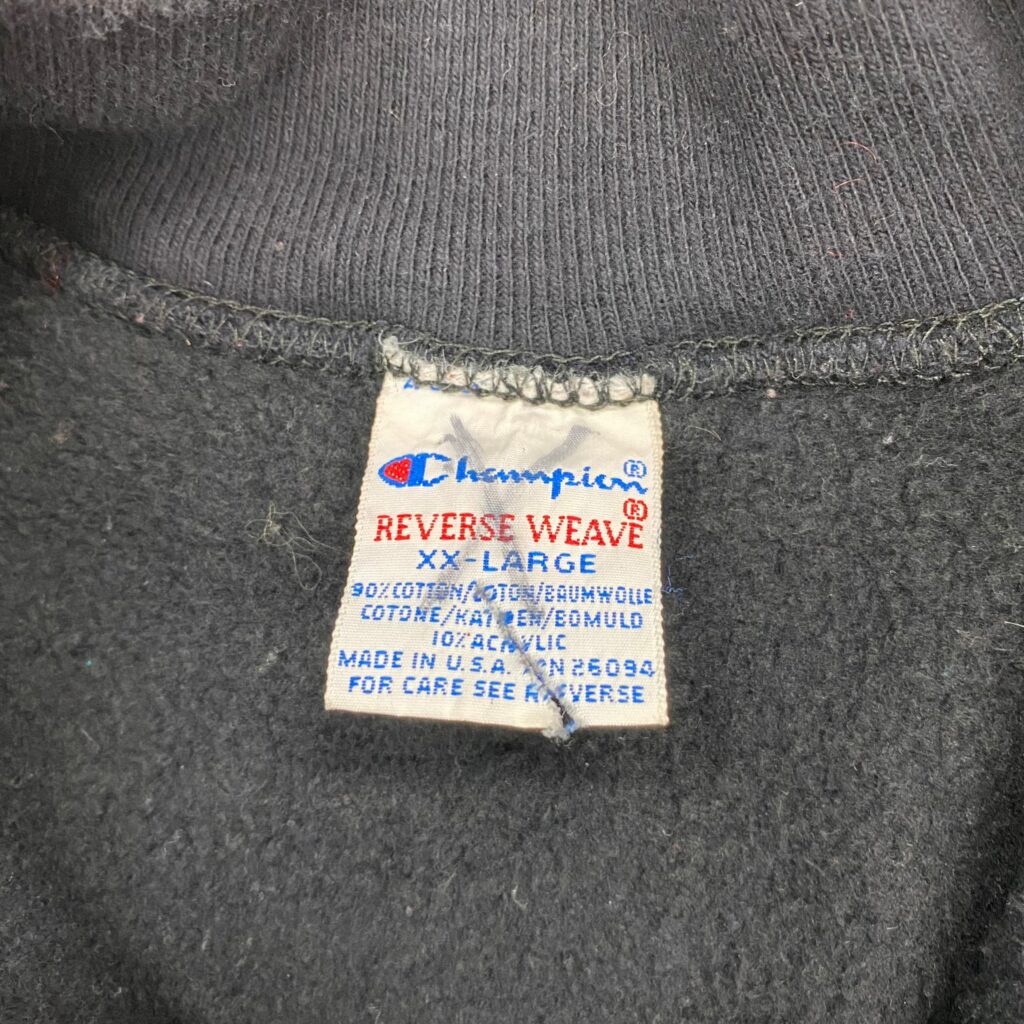 Champion®
REVERSE WEAVE®
XX-LARGE
90% COTTON/COTON/BAUMWOLLE
COTONE/KATOEN/BOMULD
10% ACRYLIC
MADE IN U.S.A. RN 26094
FOR CARE SEE REVERSE